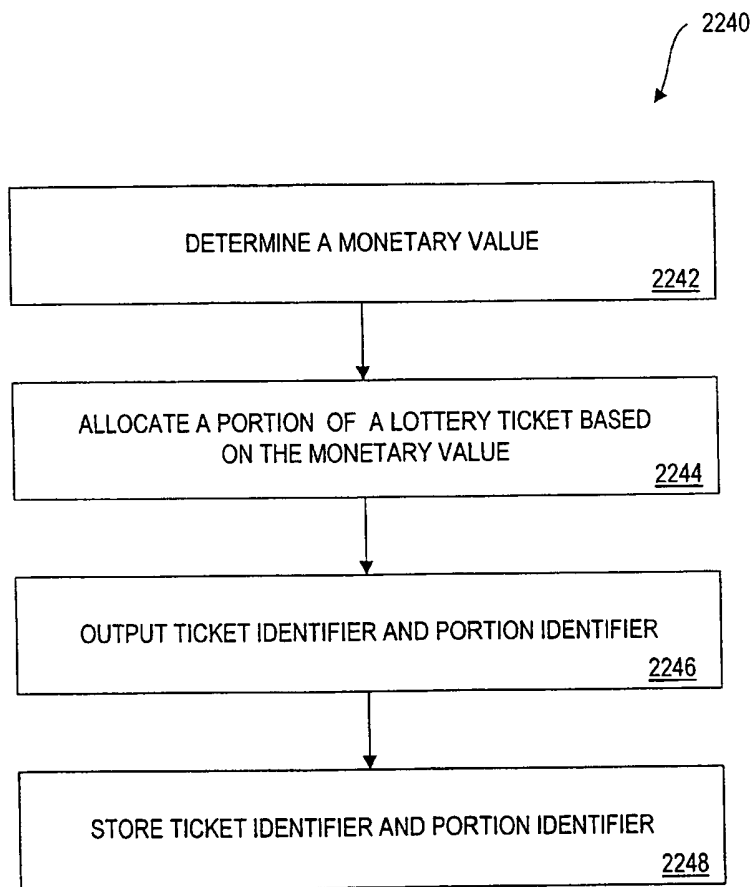 2240
DETERMINE A MONETARY VALUE
2242
ALLOCATE A PORTION OF A LOTTERY TICKET BASED
ON THE MONETARY VALUE
2244
OUTPUT TICKET IDENTIFIER AND PORTION IDENTIFIER
2246
STORE TICKET IDENTIFIER AND PORTION IDENTIFIER
2248